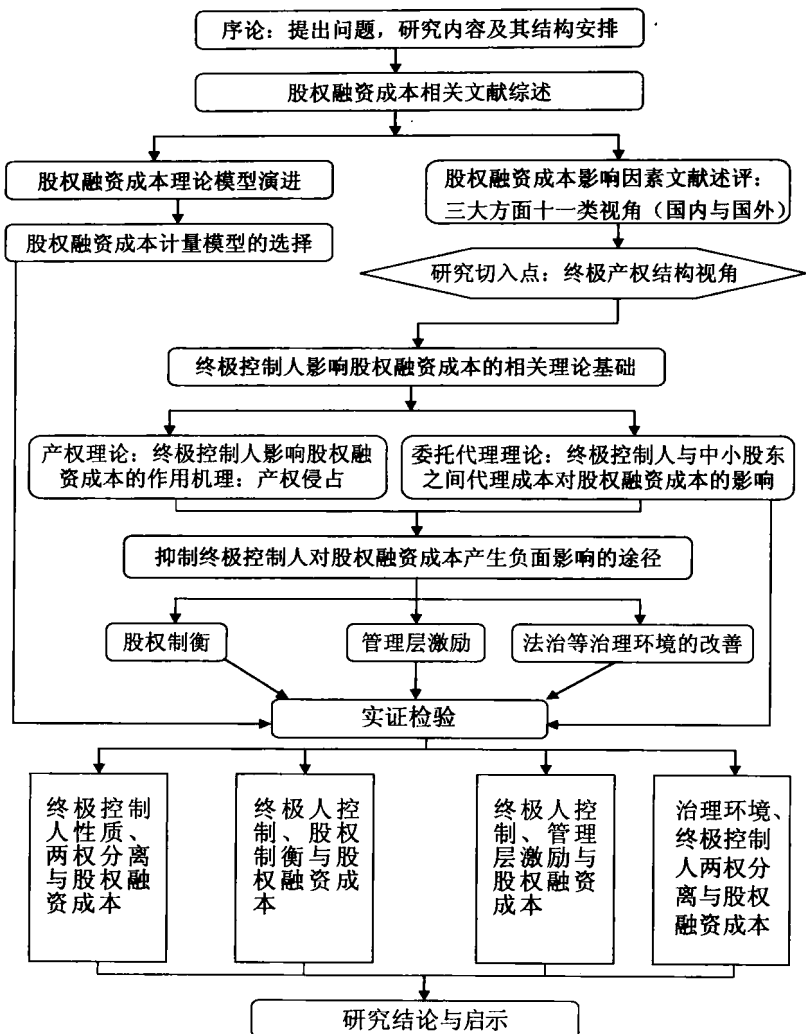 序论：提出问题，研究内容及其结构安排
股权融资成本相关文献综述
股权融资成本理论模型演进
股权融资成本影响因素文献述评：
三大方面十一类视角（国内与国外）
股权融资成本计量模型的选择
研究切入点：终极产权结构视角
终极控制人影响股权融资成本的相关理论基础
产权理论：终极控制人影响股权融
资成本的作用机理：产权侵占
委托代理理论：终极控制人与中小股东
之间代理成本对股权融资成本的影响
抑制终极控制人对股权融资成本产生负面影响的途径
股权制衡
管理层激励
法治等治理环境的改善
实证检验
终极控制
人性质、
两权分离
与股权融
资成本
终极人控
制、股权
制衡与股
权融资成
本
终极人控
制、管理
层激励与
股权融资
成本
治理环境、
终极控制
人两权分
离与股权
融资成本
研究结论与启示